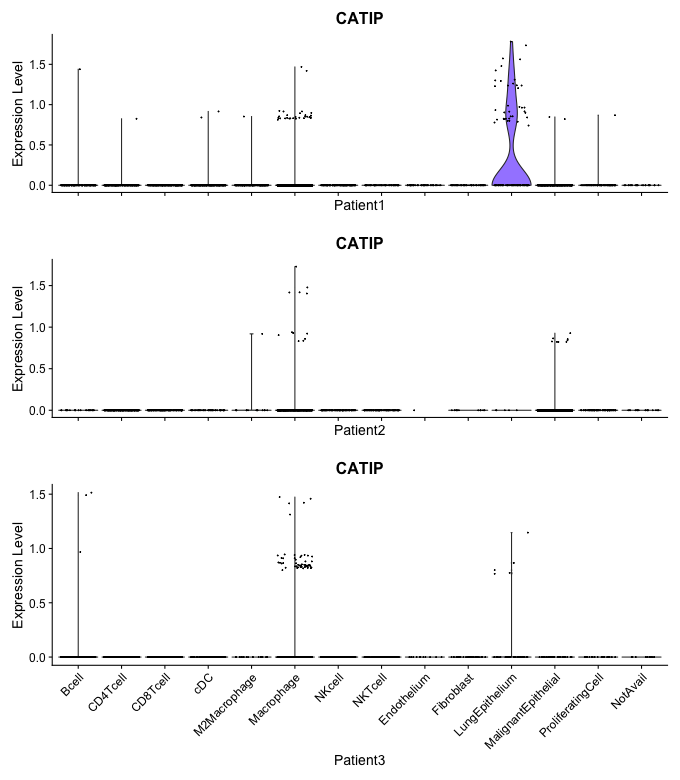 CATIP
Expression Level
1.5
1.0
0.5
0.0
Patient1
CATIP
Expression Level
1.5
1.0
0.5
0.0
Patient2
CATIP
Expression Level
1.5
1.0
0.5
0.0
Bcell
CD4Tcell
CD8Tcell
cDC
M2Macrophage
Macrophage
NKcell
NKTcell
Endothelium
Fibroblast
LungEpithelium
MalignantEpithelial
ProliferatingCell
NotAvail
Patient3